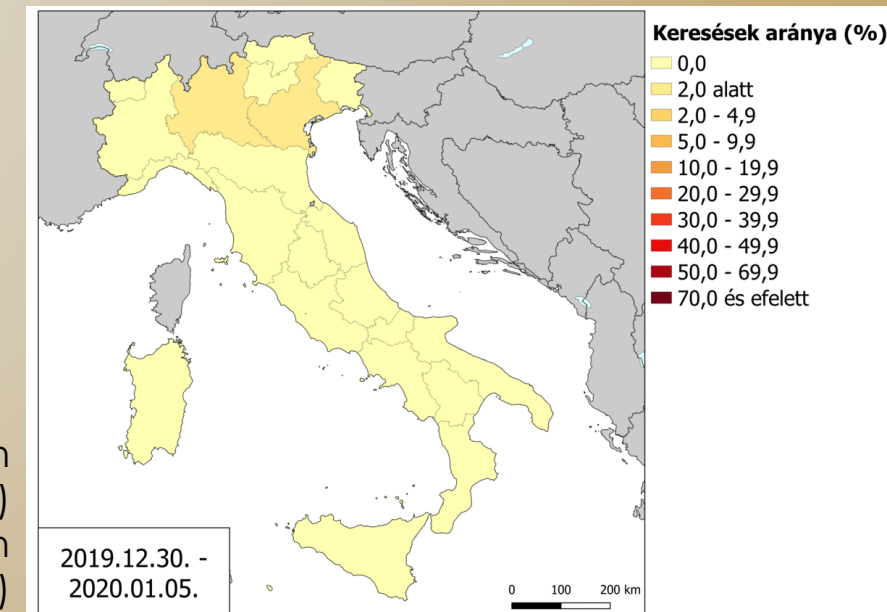 Keresések aránya (%)
0,0
2,0 alatt
2,0 - 4,9
5,0 - 9,9
10,0 - 19,9
20,0 - 29,9
30,0 - 39,9
40,0 - 49,9
50,0 - 69,9
70,0 és efelett
n
)
n
)
2019.12.30. -
2020.01.05.
0 100 200 km